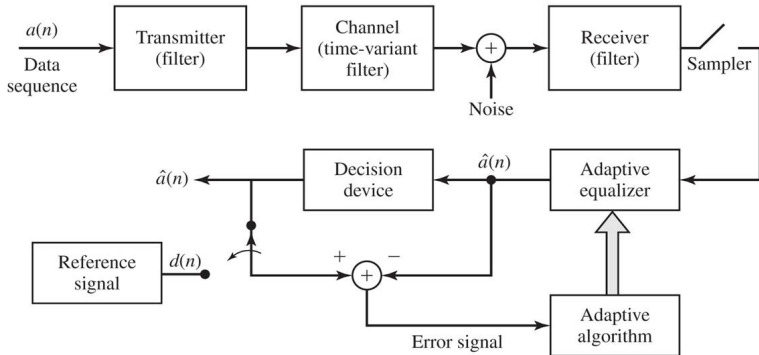 a(n)
Data
sequence
Transmitter
(filter)
Channel
(time-variant
filter)
+
Noise
Receiver
(filter)
Sampler
â(n)
Decision
device
â(n)
Adaptive
equalizer
Reference
signal
d(n)
+
+
−
Error signal
Adaptive
algorithm